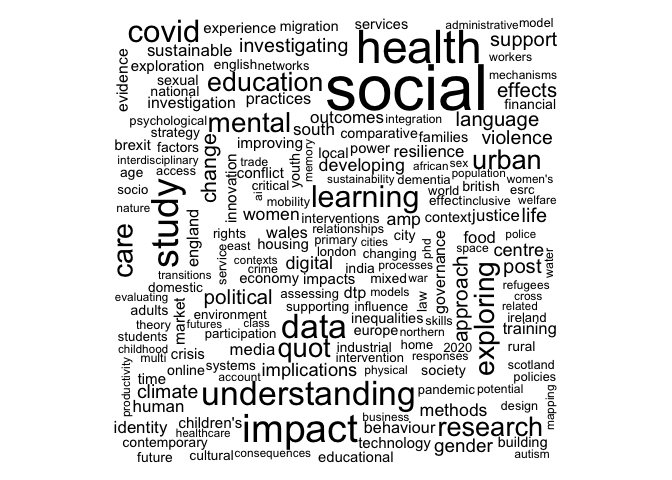 covid experience migration services administrative model
sustainable investigating health support
workers
evidence exploration english networks social mechanisms
sexual education effects
national
investigation practices financial
psychological mental outcomes integration language
strategy south comparative families violence
brexit factors change improving local power resilience urban
interdisciplinary trade youth memory developing african sex
age access innovation conflict sustainability dementia population women's
socio study critical ai learning world british esrc
nature mobility effect inclusive welfare
women interventions amp context justice life
care england rights wales relationships city food police
service east housing primary cities phd space centre
london changing governance water
contexts digital india processes approach exploring post
transitions crime
domestic economy impacts mixed war refugees
evaluating political assessing dtp models law cross
adults market supporting influence related
environment inequalities skills ireland
theory futures class data training
students participation europe northern
childhood media quot industrial home 2020 rural
multi crisis intervention responses
online systems implications physical society scotland
productivity time account policies
climate understanding pandemic potential
human mapping
business methods design
identity children's impact behaviour research
healthcare
contemporary technology gender building
future cultural consequences educational autism